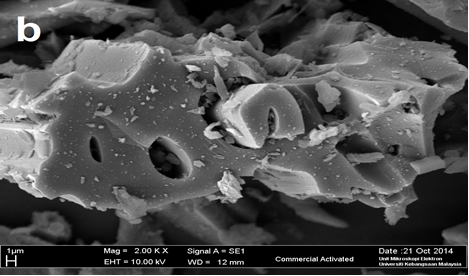 b
1µm Mag = 2.00 K X Signal A = SE1 Date :21 Oct 2014
H EHT = 10.00 kV WD = 12 mm Commercial Activated Unit Mikroskopi Elektron
Universiti Kebangsaan Malaysia